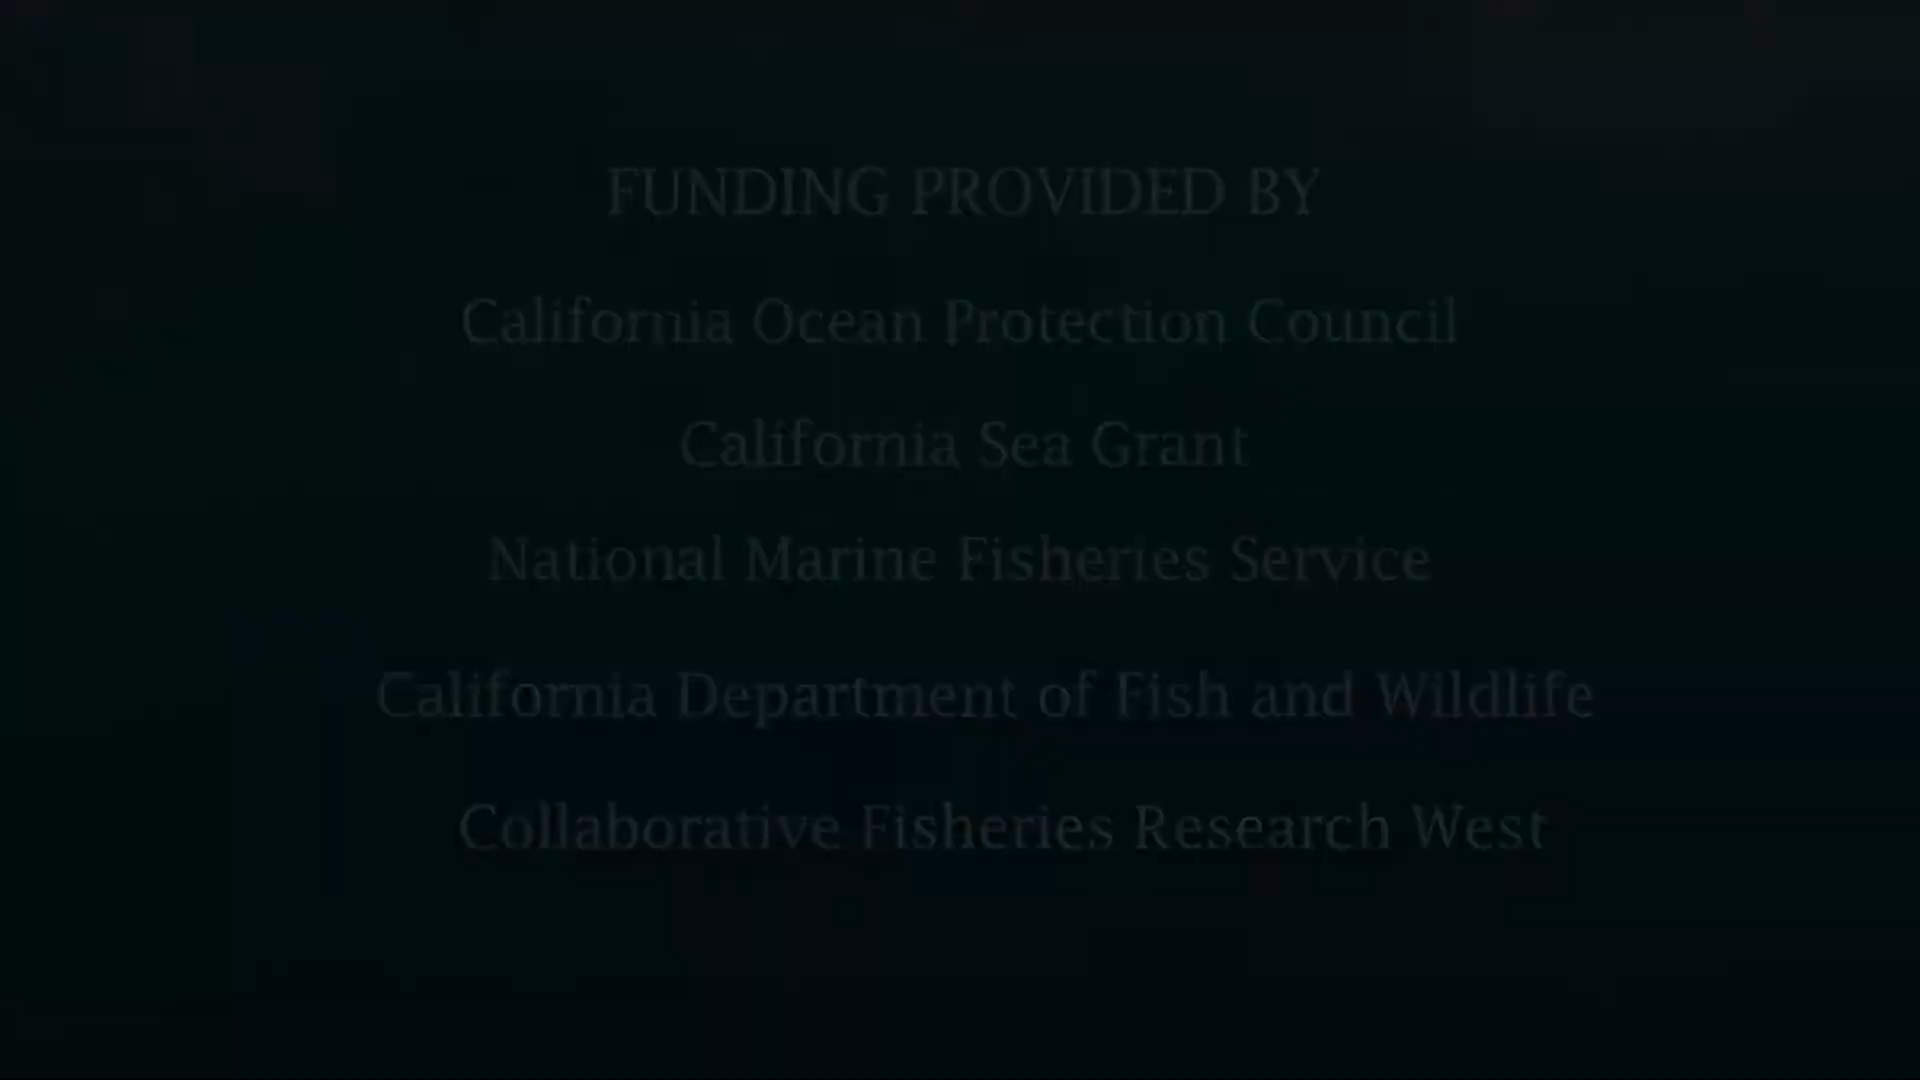 FUNDING PROVIDED BY
California Ocean Protection Council
California Sea Grant
National Marine Fisheries Service
California Department of Fish and Wildlife
Collaborative Fisheries Research West